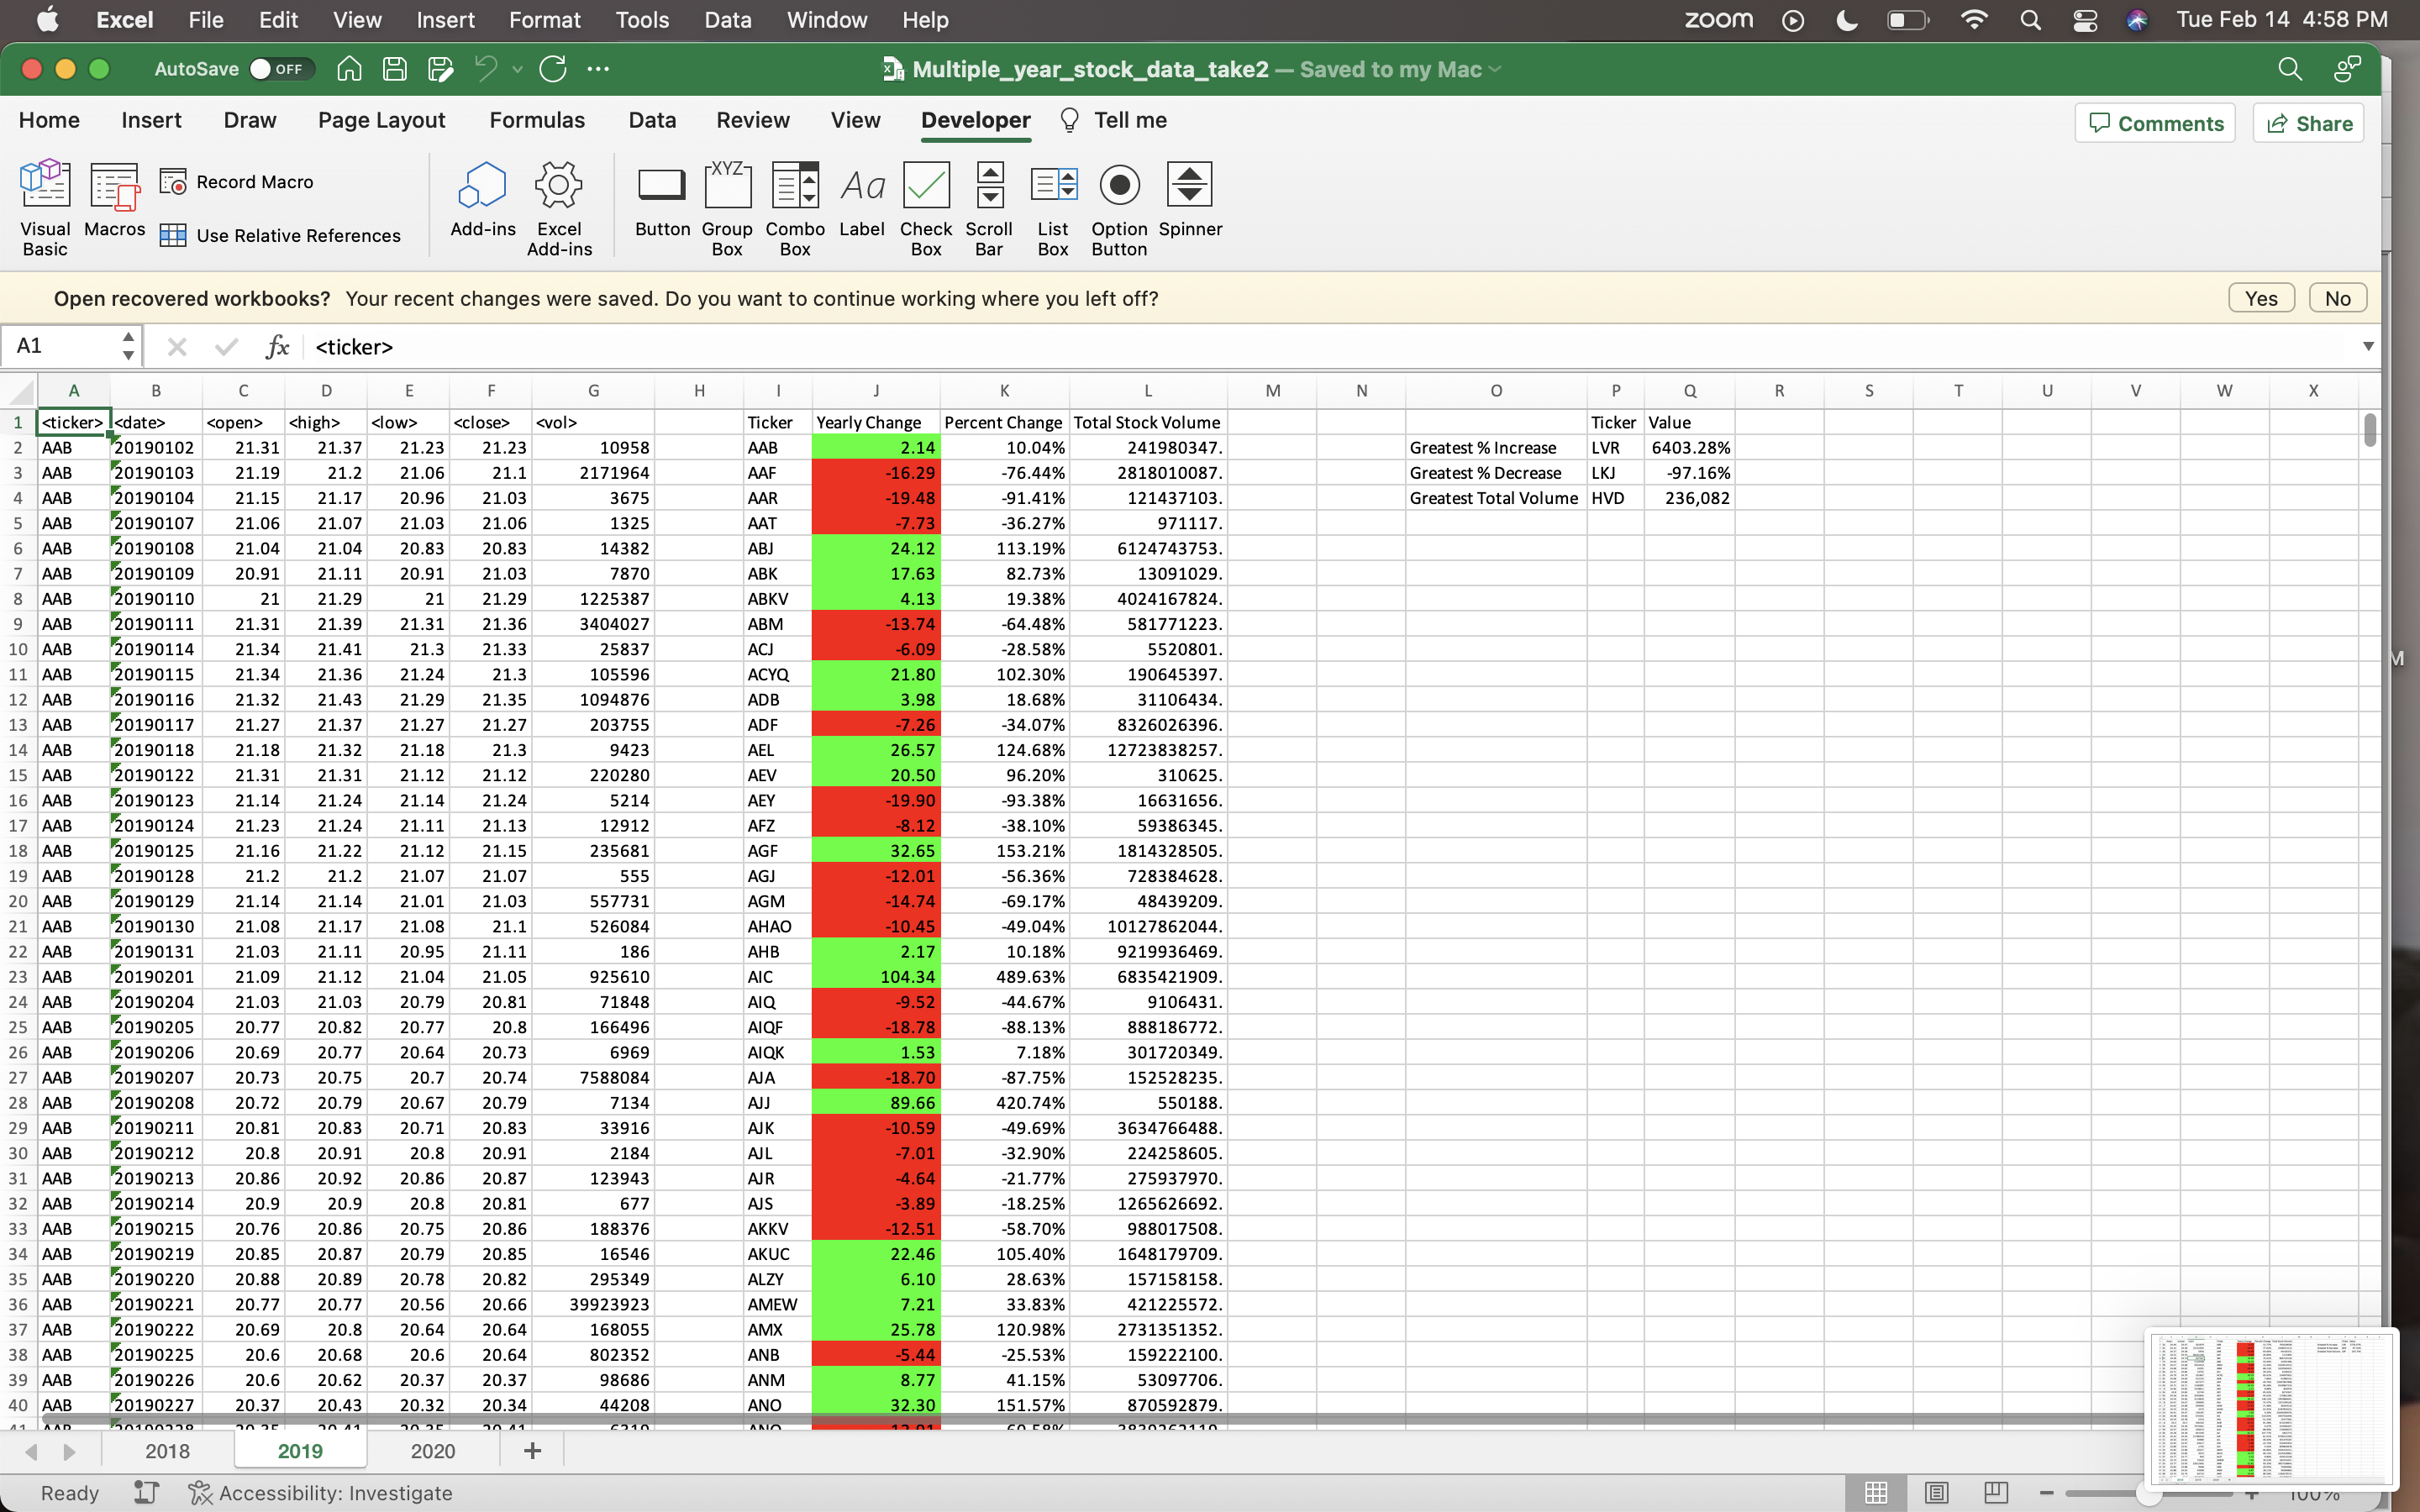 Excel File Edit View Insert Format Tools Data Window Help zoom Tue Feb 14 4:58 PM
AutoSave OFF Multiple_year_stock_data_take2 — Saved to my Mac
Home Insert Draw Page Layout Formulas Data Review View Developer Tell me Comments Share
Visual Basic Macros Record Macro Use Relative References Add-ins Excel Add-ins Button XYZ Group Box Combo Box Aa Label Check Box Scroll Bar List Box Option Button Spinner
Open recovered workbooks? Your recent changes were saved. Do you want to continue working where you left off? Yes No
A1 fx <ticker>
A B C D E F G H I J K L M N O P Q R S T U V W X
1 <ticker> <date> <open> <high> <low> <close> <vol> Ticker Yearly Change Percent Change Total Stock Volume Ticker Value
2 AAB 20190102 21.31 21.37 21.23 21.23 10958 AAB 2.14 10.04% 241980347. Greatest % Increase LVR 6403.28%
3 AAB 20190103 21.19 21.2 21.06 21.1 2171964 AAF -16.29 -76.44% 2818010087. Greatest % Decrease LKJ -97.16%
4 AAB 20190104 21.15 21.17 20.96 21.03 3675 AAR -19.48 -91.41% 121437103. Greatest Total Volume HVD 236,082
5 AAB 20190107 21.06 21.07 21.03 21.06 1325 AAT -7.73 -36.27% 971117.
6 AAB 20190108 21.04 21.04 20.83 20.83 14382 ABJ 24.12 113.19% 6124743753.
7 AAB 20190109 20.91 21.11 20.91 21.03 7870 ABK 17.63 82.73% 13091029.
8 AAB 20190110 21 21.29 21 21.29 1225387 ABKV 4.13 19.38% 4024167824.
9 AAB 20190111 21.31 21.39 21.31 21.36 3404027 ABM -13.74 -64.48% 581771223.
10 AAB 20190114 21.34 21.41 21.3 21.33 25837 ACJ -6.09 -28.58% 5520801.
11 AAB 20190115 21.34 21.36 21.24 21.3 105596 ACYQ 21.80 102.30% 190645397.
12 AAB 20190116 21.32 21.43 21.29 21.35 1094876 ADB 3.98 18.68% 31106434.
13 AAB 20190117 21.27 21.37 21.27 21.27 203755 ADF -7.26 -34.07% 8326026396.
14 AAB 20190118 21.18 21.32 21.18 21.3 9423 AEL 26.57 124.68% 12723838257.
15 AAB 20190122 21.31 21.31 21.12 21.12 220280 AEV 20.50 96.20% 310625.
16 AAB 20190123 21.14 21.24 21.14 21.24 5214 AEY -19.90 -93.38% 16631656.
17 AAB 20190124 21.23 21.24 21.11 21.13 12912 AFZ -8.12 -38.10% 59386345.
18 AAB 20190125 21.16 21.22 21.12 21.15 235681 AGF 32.65 153.21% 1814328505.
19 AAB 20190128 21.2 21.2 21.07 21.07 555 AGJ -12.01 -56.36% 728384628.
20 AAB 20190129 21.14 21.14 21.01 21.03 557731 AGM -14.74 -69.17% 48439209.
21 AAB 20190130 21.08 21.17 21.08 21.1 526084 AHAO -10.45 -49.04% 10127862044.
22 AAB 20190131 21.03 21.11 20.95 21.11 186 AHB 2.17 10.18% 9219936469.
23 AAB 20190201 21.09 21.12 21.04 21.05 925610 AIC 104.34 489.63% 6835421909.
24 AAB 20190204 21.03 21.03 20.79 20.81 71848 AIQ -9.52 -44.67% 9106431.
25 AAB 20190205 20.77 20.82 20.77 20.8 166496 AIQF -18.78 -88.13% 888186772.
26 AAB 20190206 20.69 20.77 20.64 20.73 6969 AIQK 1.53 7.18% 301720349.
27 AAB 20190207 20.73 20.75 20.7 20.74 7588084 AJA -18.70 -87.75% 152528235.
28 AAB 20190208 20.72 20.79 20.67 20.79 7134 AJJ 89.66 420.74% 550188.
29 AAB 20190211 20.81 20.83 20.71 20.83 33916 AJK -10.59 -49.69% 3634766488.
30 AAB 20190212 20.8 20.91 20.8 20.91 2184 AJL -7.01 -32.90% 224258605.
31 AAB 20190213 20.86 20.92 20.86 20.87 123943 AJR -4.64 -21.77% 275937970.
32 AAB 20190214 20.9 20.9 20.8 20.81 677 AJS -3.89 -18.25% 1265626692.
33 AAB 20190215 20.76 20.86 20.75 20.86 188376 AKKV -12.51 -58.70% 988017508.
34 AAB 20190219 20.85 20.87 20.79 20.85 16546 AKUC 22.46 105.40% 1648179709.
35 AAB 20190220 20.88 20.89 20.78 20.82 295349 ALZY 6.10 28.63% 157158158.
36 AAB 20190221 20.77 20.77 20.56 20.66 39923923 AMEW 7.21 33.83% 421225572.
37 AAB 20190222 20.69 20.8 20.64 20.64 168055 AMX 25.78 120.98% 2731351352.
38 AAB 20190225 20.6 20.68 20.6 20.64 802352 ANB -5.44 -25.53% 159222100.
39 AAB 20190226 20.6 20.62 20.37 20.37 98686 ANM 8.77 41.15% 53097706.
40 AAB 20190227 20.37 20.43 20.32 20.34 44208 ANO 32.30 151.57% 870592879.
2018 2019 2020 +
Ready Accessibility: Investigate 100%